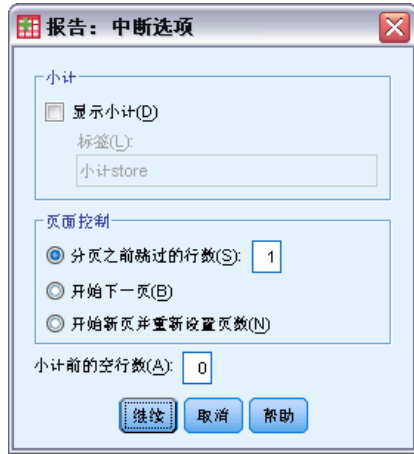 报告：中断选项
小计
显示小计(D)
标签(L):
小计store
页面控制
分页之前跳过的行数(S): 1
开始下一页(B)
开始新页并重新设置页数(N)
小计前的空行数(A): 0
继续 取消 帮助